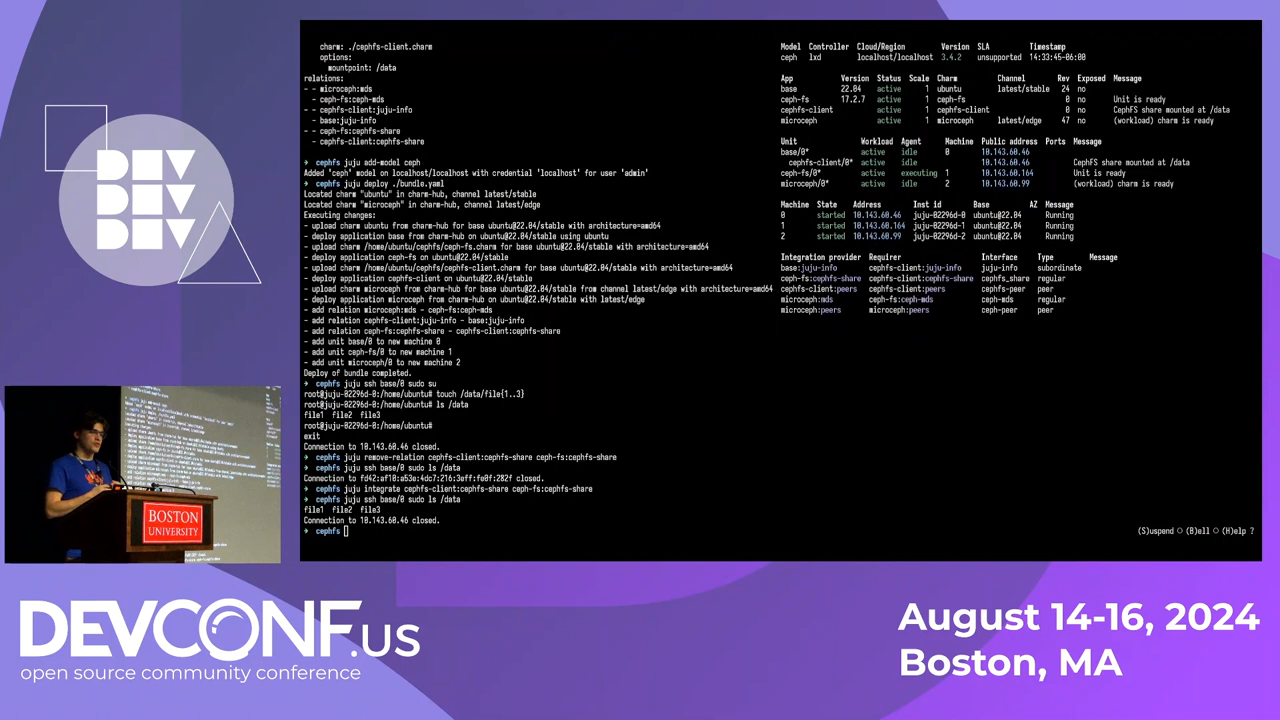 charm: ./cephfs-client.charm
options:
mountpoint: /data
relations:
- - microceph:mds
- ceph-fs:ceph-mds
- - cephfs-client:juju-info
- base:juju-info
- - ceph-fs:cephfs-share
- cephfs-client:cephfs-share
cephfs juju add-model ceph
Added 'ceph' model on localhost/localhost with credential 'localhost' for user 'admin'
cephfs juju deploy ./bundle.yaml
Located charm "ubuntu" in charm-hub, channel latest/stable
Located charm "microceph" in charm-hub, channel latest/edge
Executing changes:
- upload charm ubuntu from charm-hub for base ubuntu@22.04/stable with architecture=amd64
- deploy application base from charm-hub on ubuntu@22.04/stable using ubuntu
- upload charm /home/ubuntu/cephfs/ceph-fs.charm for base ubuntu@22.04/stable with architecture=amd64
- deploy application ceph-fs on ubuntu@22.04/stable
- upload charm /home/ubuntu/cephfs/cephfs-client.charm for base ubuntu@22.04/stable with architecture=amd64
- deploy application cephfs-client on ubuntu@22.04/stable
- upload charm microceph from charm-hub for base ubuntu@22.04/stable from channel latest/edge with architecture=amd64
- deploy application microceph from charm-hub on ubuntu@22.04/stable with latest/edge
- add relation microceph:mds - ceph-fs:ceph-mds
- add relation cephfs-client:juju-info - base:juju-info
- add relation ceph-fs:cephfs-share - cephfs-client:cephfs-share
- add unit base/0 to new machine 0
- add unit ceph-fs/0 to new machine 1
- add unit microceph/0 to new machine 2
Deploy of bundle completed.
cephfs juju ssh base/0 sudo su
root@juju-02296d-0:/home/ubuntu# touch /data/file{1..3}
root@juju-02296d-0:/home/ubuntu# ls /data
file1 file2 file3
root@juju-02296d-0:/home/ubuntu#
exit
Connection to 10.143.60.46 closed.
cephfs juju remove-relation cephfs-client:cephfs-share ceph-fs:cephfs-share
cephfs juju ssh base/0 sudo ls /data
Connection to fd42:af10:a53e:4dc7:216:3eff:fe0f:282f closed.
cephfs juju integrate cephfs-client:cephfs-share ceph-fs:cephfs-share
cephfs juju ssh base/0 sudo ls /data
file1 file2 file3
Connection to 10.143.60.46 closed.
cephfs
Model Controller Cloud/Region Version SLA Timestamp
ceph lxd localhost/localhost 3.4.2 unsupported 14:33:45-06:00
App Version Status Scale Charm Channel Rev Exposed Message
base 22.04 active 1 ubuntu latest/stable 24 no
ceph-fs 17.2.7 active 1 ceph-fs 0 no Unit is ready
cephfs-client active 1 cephfs-client 0 no CephFS share mounted at /data
microceph active 1 microceph latest/edge 47 no (workload) charm is ready
Unit Workload Agent Machine Public address Ports Message
base/0* active idle 0 10.143.60.46
cephfs-client/0* active idle 10.143.60.46 CephFS share mounted at /data
ceph-fs/0* active executing 1 10.143.60.164 Unit is ready
microceph/0* active idle 2 10.143.60.99 (workload) charm is ready
Machine State Address Inst id Base AZ Message
0 started 10.143.60.46 juju-02296d-0 ubuntu@22.04 Running
1 started 10.143.60.164 juju-02296d-1 ubuntu@22.04 Running
2 started 10.143.60.99 juju-02296d-2 ubuntu@22.04 Running
Integration provider Requirer Interface Type Message
base:juju-info cephfs-client:juju-info juju-info subordinate
ceph-fs:cephfs-share cephfs-client:cephfs-share cephfs_share regular
cephfs-client:peers cephfs-client:peers cephfs-peer peer
microceph:mds ceph-fs:ceph-mds ceph-mds regular
microceph:peers microceph:peers ceph-peer peer
(S)uspend (B)ell (H)elp ?
DEV
DEV
DEV
BOSTON
UNIVERSITY
DEVCONF.US
open source community conference
August 14-16, 2024
Boston, MA